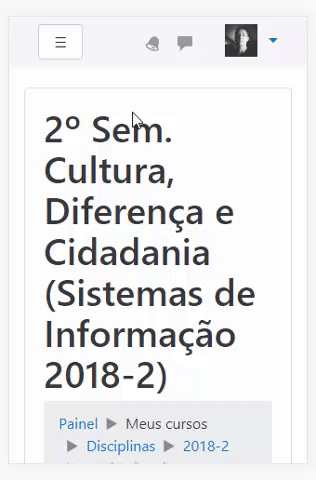 2º Sem.
Cultura,
Diferença e
Cidadania
(Sistemas de
Informação
2018-2)
Painel ▶ Meus cursos
▶ Disciplinas ▶ 2018-2